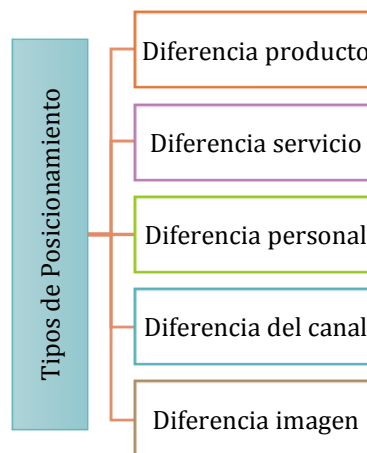 Tipos de Posicionamiento
Diferencia producto
Diferencia servicio
Diferencia personal
Diferencia del canal
Diferencia imagen